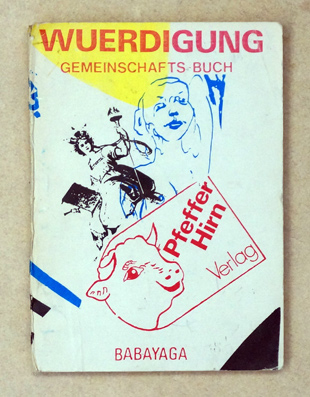 WUERDIGUNG
GEMEINSCHAFTS-BUCH
Pfeffer
Hirn
Verlag
BABAYAGA